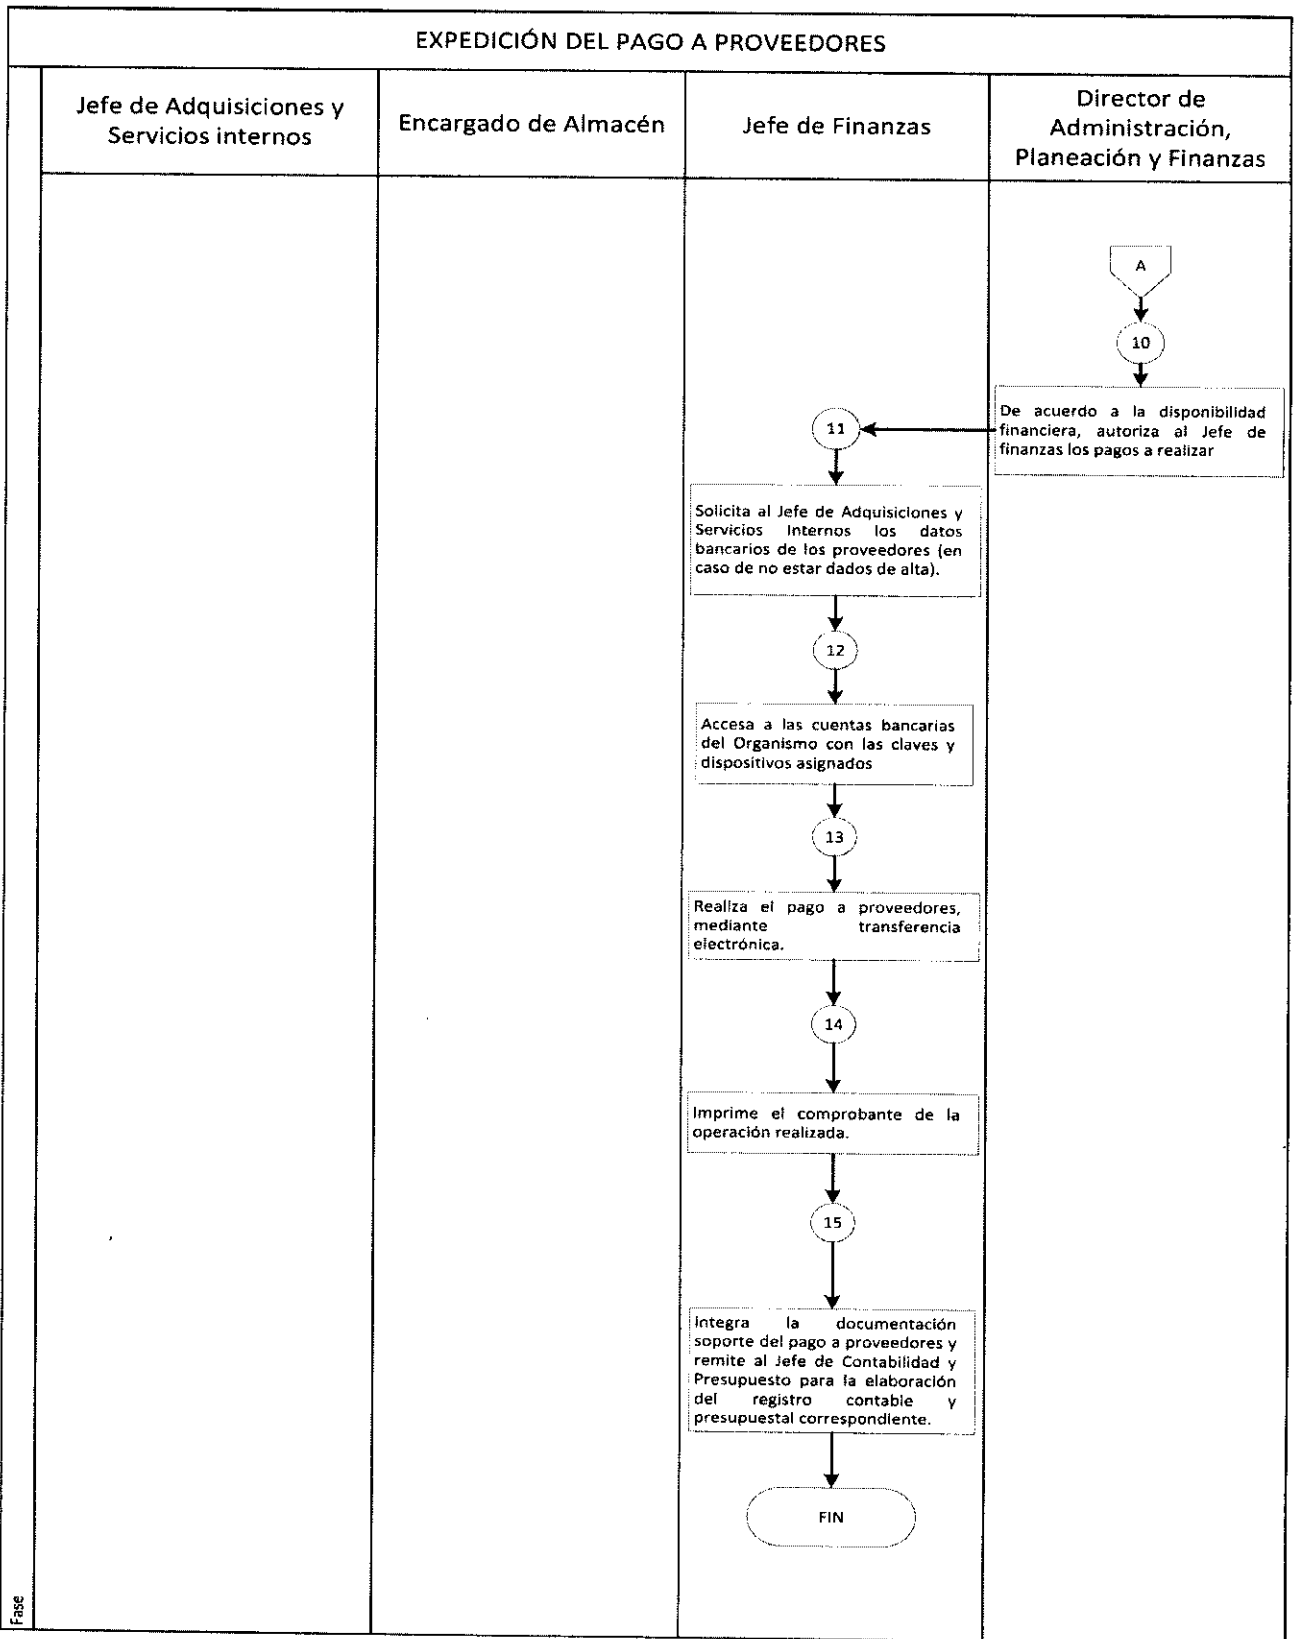 EXPEDICIÓN DEL PAGO A PROVEEDORES
Jefe de Adquisiciones y
Servicios internos
Encargado de Almacén
Jefe de Finanzas
Director de
Administración,
Planeación y Finanzas
A
10
De acuerdo a la disponibilidad
financiera, autoriza al Jefe de
finanzas los pagos a realizar
11
Solicita al Jefe de Adquisiciones y
Servicios Internos los datos
bancarios de los proveedores (en
caso de no estar dados de alta).
12
Accesa a las cuentas bancarias
del Organismo con las claves y
dispositivos asignados
13
Realiza el pago a proveedores,
mediante transferencia
electrónica.
14
Imprime el comprobante de la
operación realizada.
15
Integra la documentación
soporte del pago a proveedores y
remite al Jefe de Contabilidad y
Presupuesto para la elaboración
del registro contable y
presupuestal correspondiente.
FIN
Fase